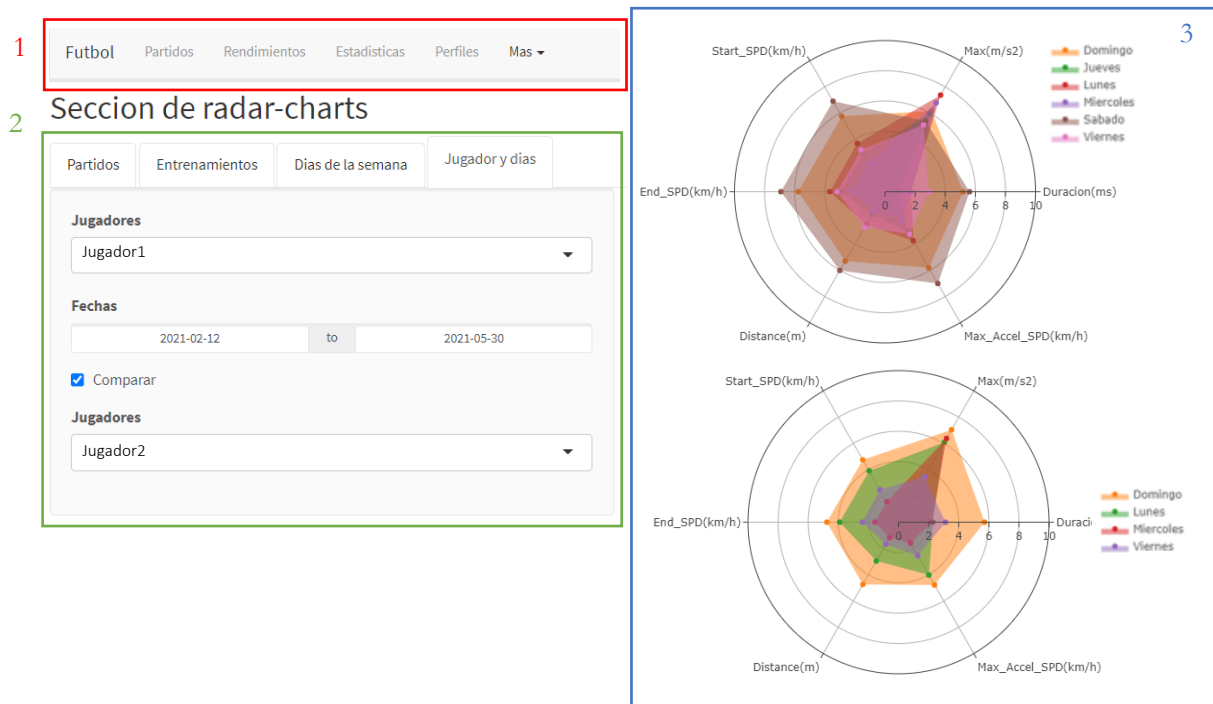 1
Futbol Partidos Rendimientos Estadisticas Perfiles Mas
Seccion de radar-charts
2
Partidos Entrenamientos Dias de la semana Jugador y dias
Jugadores
Jugador1
Fechas
2021-02-12 to 2021-05-30
Comparar
Jugadores
Jugador2
3
Start_SPD(km/h) Max(m/s2)
End_SPD(km/h) Duracion(ms)
0 2 4 6 8 10
Distance(m) Max_Accel_SPD(km/h)
Domingo
Jueves
Lunes
Miercoles
Sabado
Viernes
Start_SPD(km/h) Max(m/s2)
End_SPD(km/h) Duraci
0 2 4 6 8 10
Distance(m) Max_Accel_SPD(km/h)
Domingo
Lunes
Miercoles
Viernes